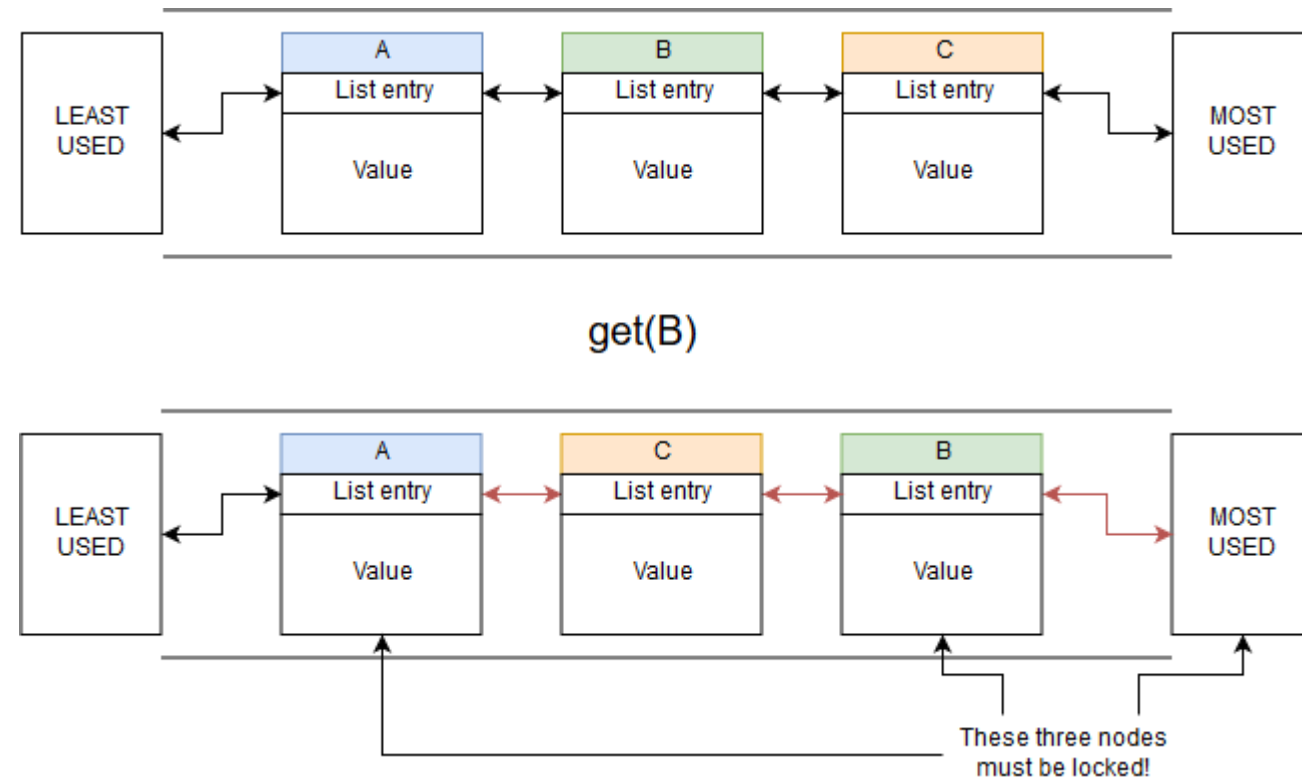 A
B
C
List entry
List entry
List entry
LEAST
USED
MOST
USED
Value
Value
Value
get(B)
A
C
B
List entry
List entry
List entry
LEAST
USED
MOST
USED
Value
Value
Value
These three nodes
must be locked!